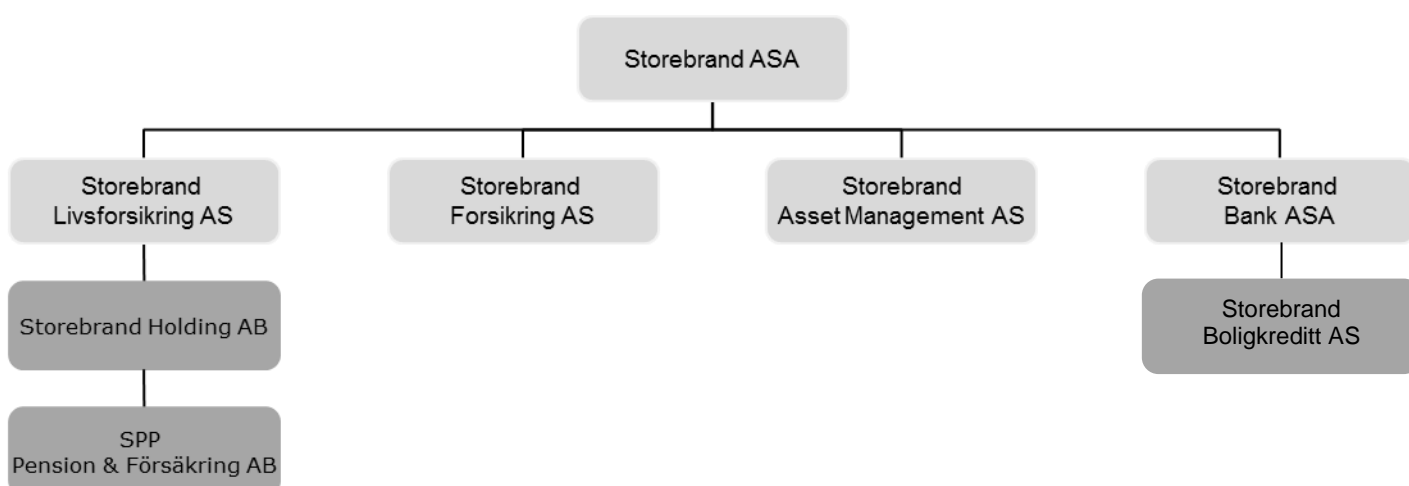 Storebrand ASA
Storebrand
Livsforsikring AS
Storebrand
Forsikring AS
Storebrand
Asset Management AS
Storebrand
Bank ASA
Storebrand Holding AB
Storebrand
Boligkreditt AS
SPP
Pension & Försäkring AB